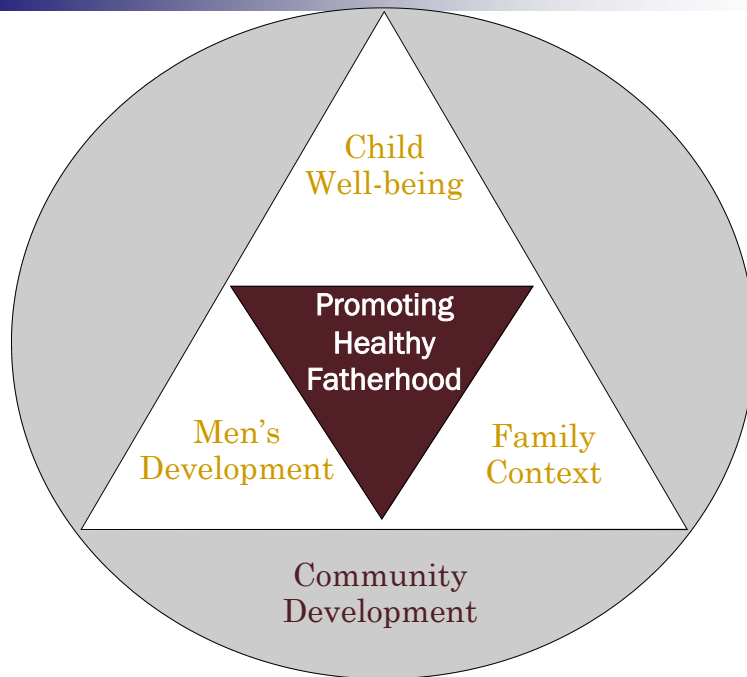 Child
Well-being
Promoting
Healthy
Fatherhood
Men’s
Development
Family
Context
Community
Development